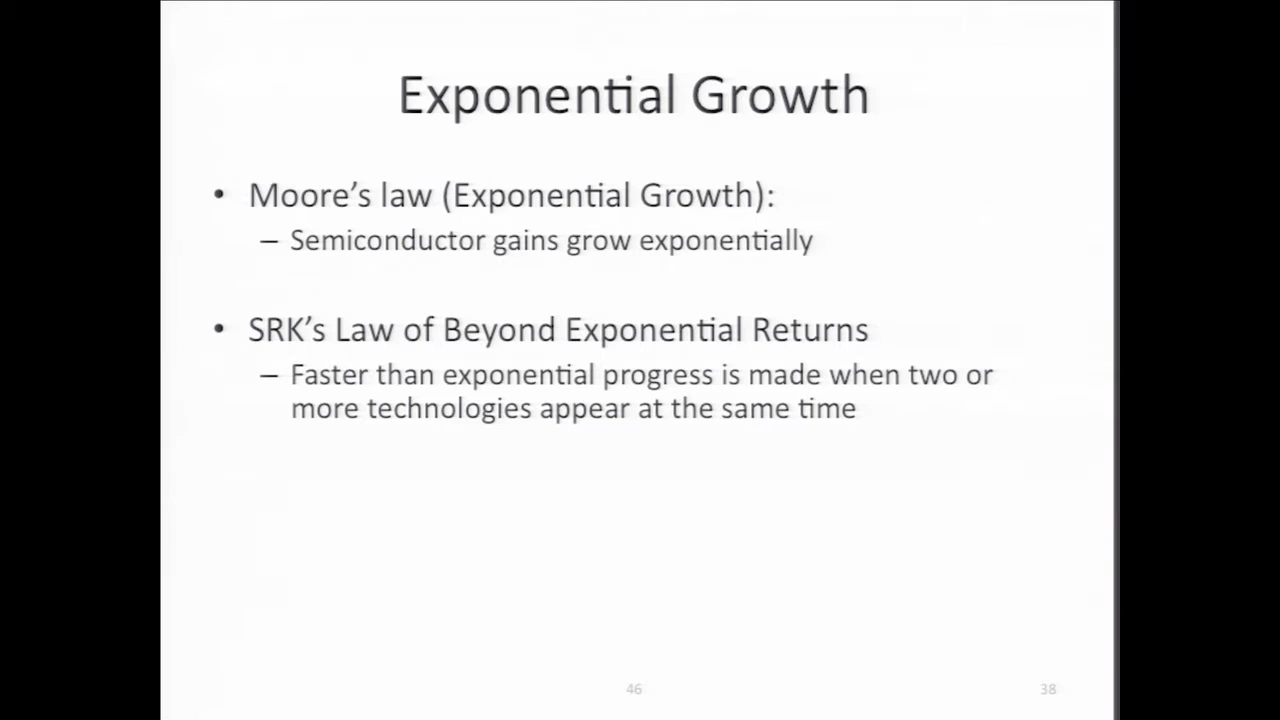 Exponential Growth
• Moore’s law (Exponential Growth):
– Semiconductor gains grow exponentially
• SRK’s Law of Beyond Exponential Returns
– Faster than exponential progress is made when two or
more technologies appear at the same time
46
38